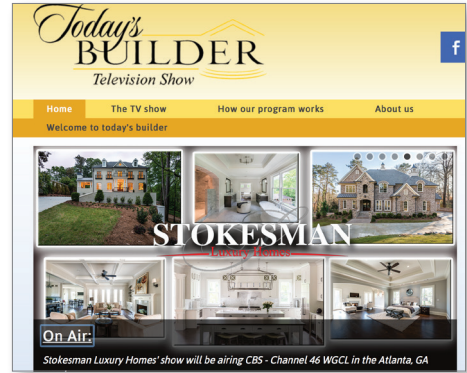 Today's
BUILDER
Television Show
f
Home The TV show How our program works About us
Welcome to today's builder
STOKESMAN
Luxury Homes
On Air:
Stokesman Luxury Homes' show will be airing CBS - Channel 46 WGCL in the Atlanta, GA